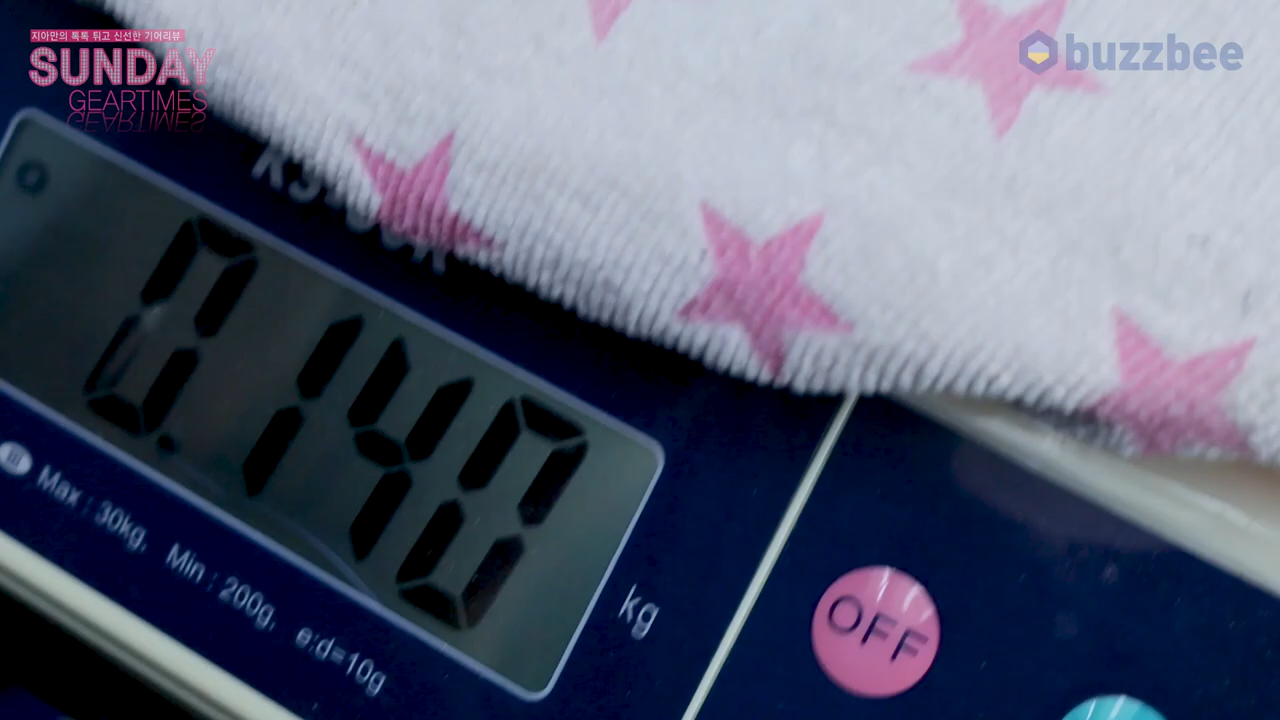 지아만의 톡톡 튀고 신선한 기어리뷰
SUNDAY
GEARTIMES
buzzbee
0.140
kg
Max : 30kg, Min : 200g, e:d=10g
OFF